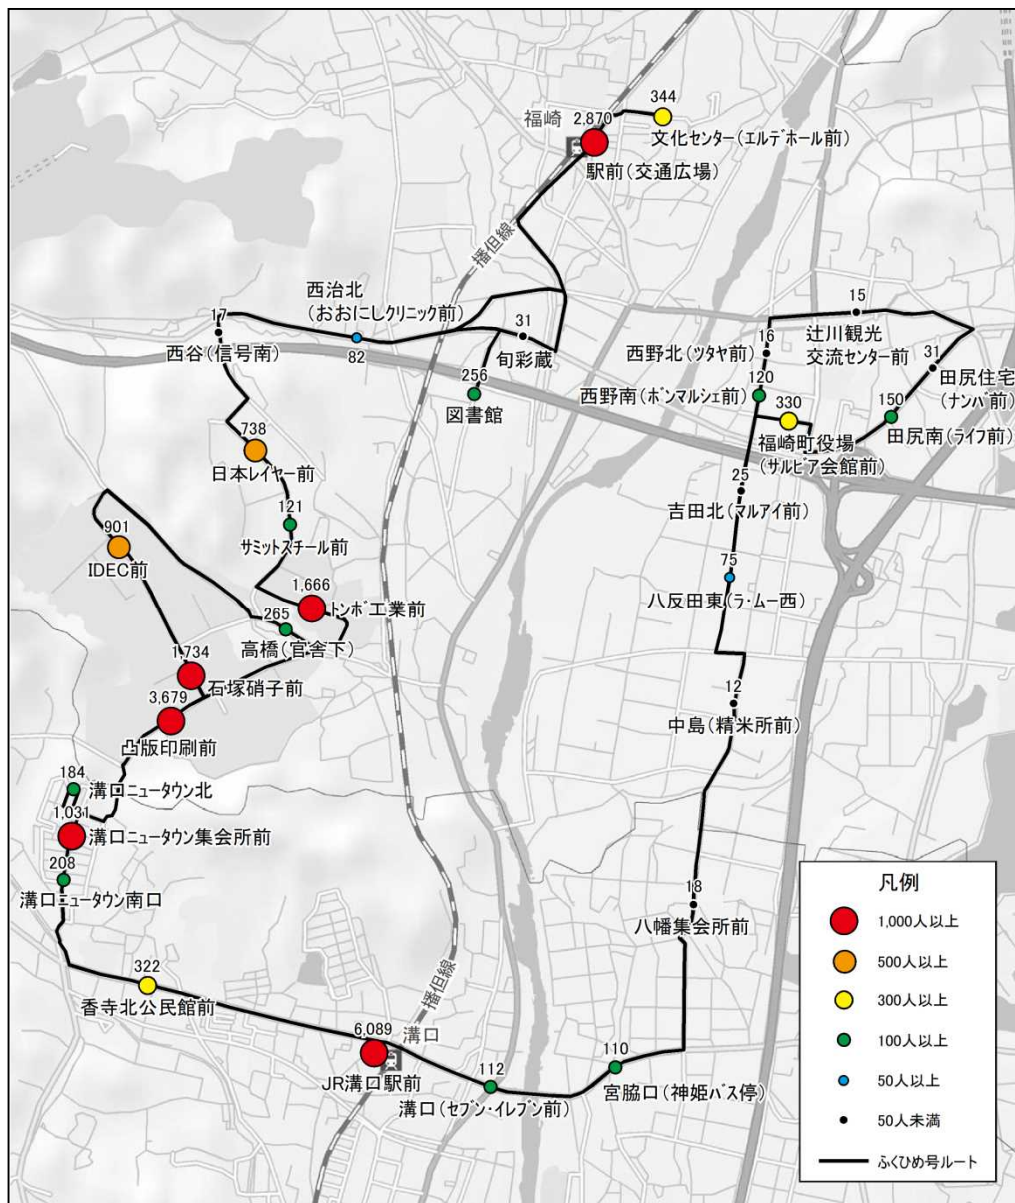 344
2,870
福崎
文化センター(エルデホール前)
駅前(交通広場)
播但線
西治北
(おおにしクリニック前)
17
西谷(信号南)
82
31
旬彩蔵
256
図書館
15
辻川観光
交流センター前
16
西野北(ツタヤ前)
31
田尻住宅
(ナンバ前)
120
西野南(ボンマルシェ前)
330
150
田尻南(ライフ前)
福崎町役場
(サルビア会館前)
738
日本レイヤー前
25
吉田北(マルアイ前)
121
サミットスチール前
901
IDEC前
75
八反田東(ラ・ムー西)
1,666
トンボ工業前
265
高橋(官舎下)
1,734
石塚硝子前
12
中島(精米所前)
3,679
凸版印刷前
184
溝口ニュータウン北
1,031
溝口ニュータウン集会所前
208
溝口ニュータウン南口
18
八幡集会所前
322
香寺北公民館前
播但線
6,089
溝口
JR溝口駅前
112
溝口(セブン・イレブン前)
110
宮脇口(神姫バス停)
凡例
1,000人以上
500人以上
300人以上
100人以上
50人以上
50人未満
ふくひめ号ルート